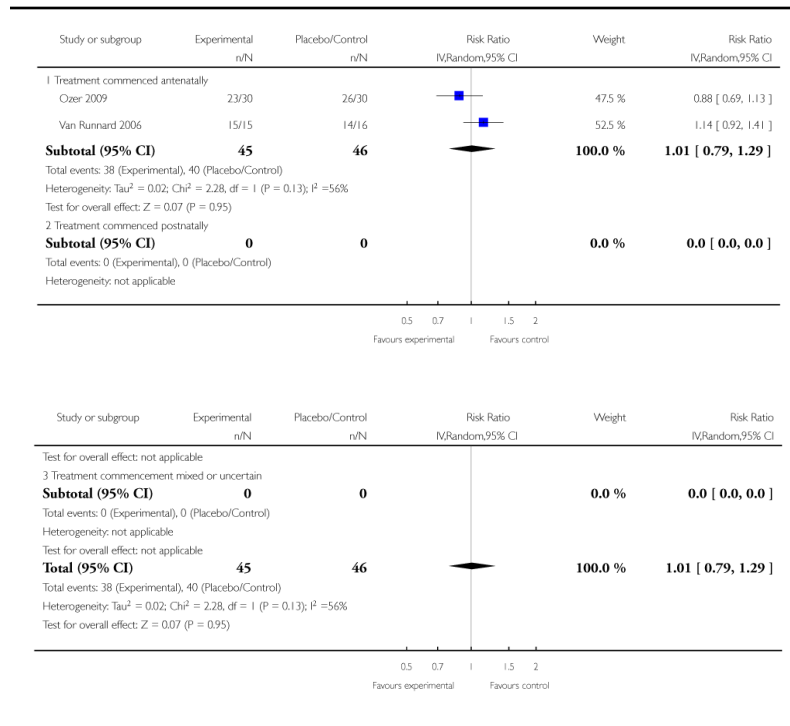 Study or subgroup Experimental Placebo/Control Risk Ratio Weight Risk Ratio
n/N n/N IV,Random,95% CI IV,Random,95% CI
1 Treatment commenced antenatally
Ozer 2009 23/30 26/30 47.5 % 0.88 [ 0.69, 1.13 ]
Van Runnard 2006 15/15 14/16 52.5 % 1.14 [ 0.92, 1.41 ]
Subtotal (95% CI) 45 46 100.0 % 1.01 [ 0.79, 1.29 ]
Total events: 38 (Experimental), 40 (Placebo/Control)
Heterogeneity: Tau² = 0.02; Chi² = 2.28, df = 1 (P = 0.13); I² =56%
Test for overall effect: Z = 0.07 (P = 0.95)
2 Treatment commenced postnatally
Subtotal (95% CI) 0 0 0.0 % 0.0 [ 0.0, 0.0 ]
Total events: 0 (Experimental), 0 (Placebo/Control)
Heterogeneity: not applicable
0.5 0.7 1 1.5 2
Favours experimental Favours control
Study or subgroup Experimental Placebo/Control Risk Ratio Weight Risk Ratio
n/N n/N IV,Random,95% CI IV,Random,95% CI
Test for overall effect: not applicable
3 Treatment commencement mixed or uncertain
Subtotal (95% CI) 0 0 0.0 % 0.0 [ 0.0, 0.0 ]
Total events: 0 (Experimental), 0 (Placebo/Control)
Heterogeneity: not applicable
Test for overall effect: not applicable
Total (95% CI) 45 46 100.0 % 1.01 [ 0.79, 1.29 ]
Total events: 38 (Experimental), 40 (Placebo/Control)
Heterogeneity: Tau² = 0.02; Chi² = 2.28, df = 1 (P = 0.13); I² =56%
Test for overall effect: Z = 0.07 (P = 0.95)
0.5 0.7 1 1.5 2
Favours experimental Favours control